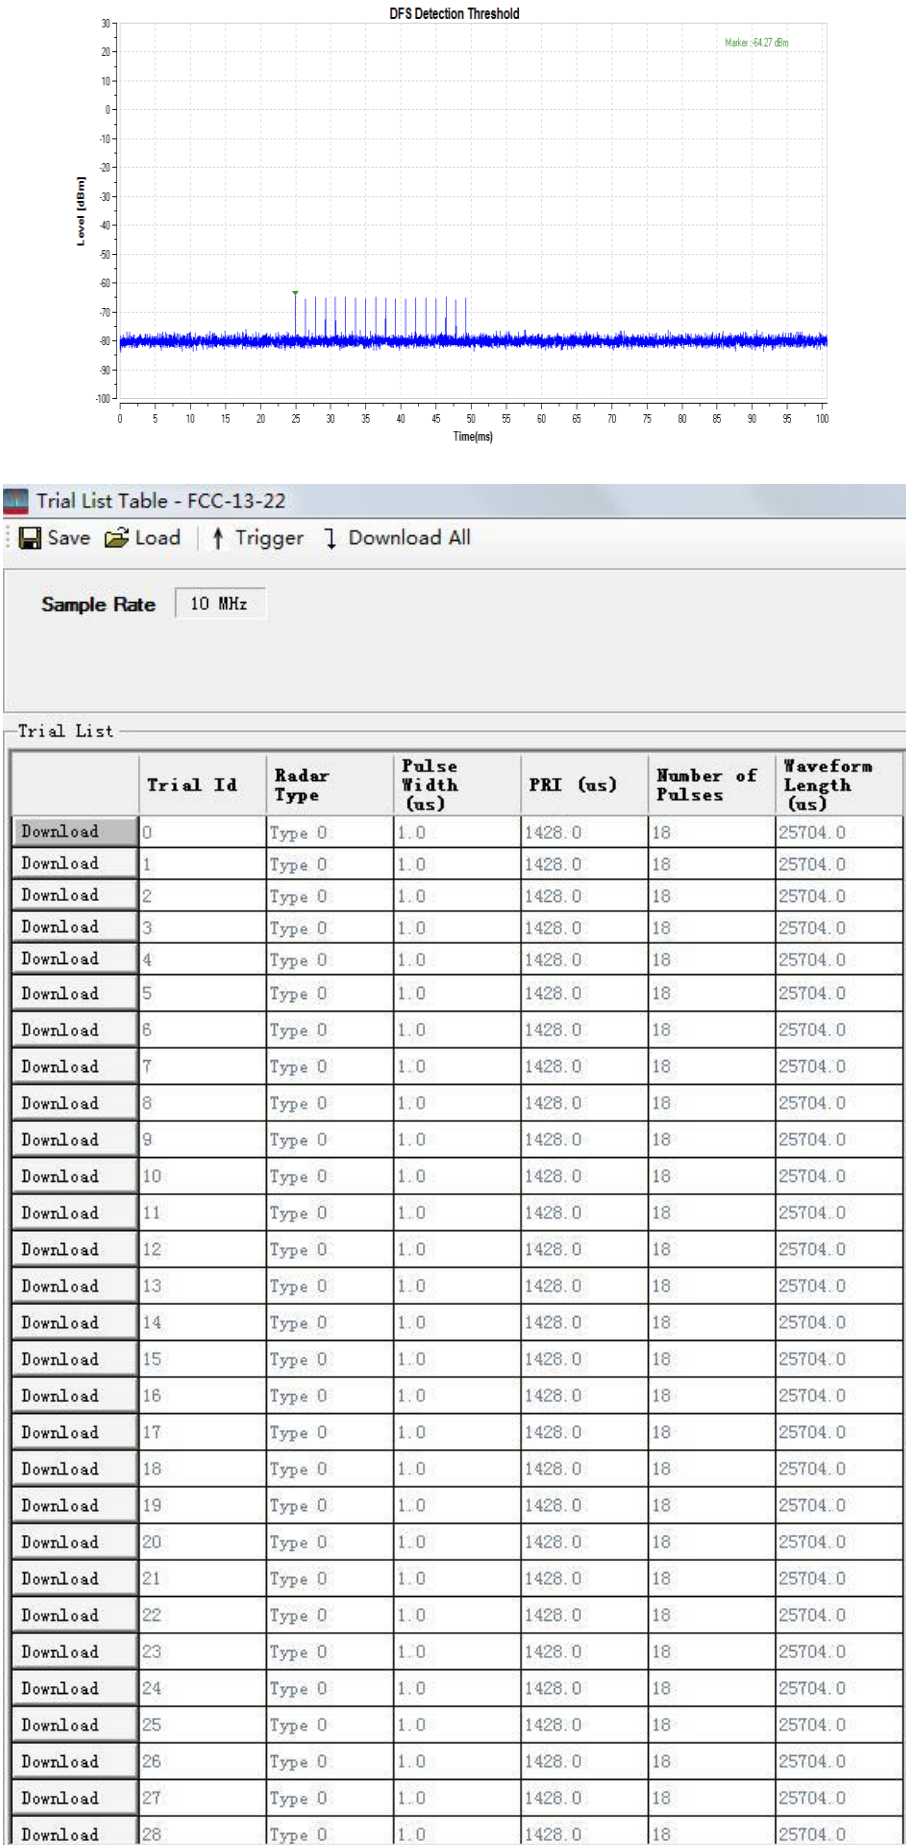 DFS Detection Threshold
Marker :-64.27 dBm
30
20
10
0
-10
-20
-30
-40
-50
-60
-70
-80
-90
-100
Level [dBm]
0 5 10 15 20 25 30 35 40 45 50 55 60 65 70 75 80 85 90 95 100
Time(ms)
Trial List Table - FCC-13-22
Save Load Trigger Download All
Sample Rate 10 MHz
Trial List
Trial Id Radar Type Pulse Width (us) PRI (us) Number of Pulses Waveform Length (us)
Download 0 Type 0 1.0 1428.0 18 25704.0
Download 1 Type 0 1.0 1428.0 18 25704.0
Download 2 Type 0 1.0 1428.0 18 25704.0
Download 3 Type 0 1.0 1428.0 18 25704.0
Download 4 Type 0 1.0 1428.0 18 25704.0
Download 5 Type 0 1.0 1428.0 18 25704.0
Download 6 Type 0 1.0 1428.0 18 25704.0
Download 7 Type 0 1.0 1428.0 18 25704.0
Download 8 Type 0 1.0 1428.0 18 25704.0
Download 9 Type 0 1.0 1428.0 18 25704.0
Download 10 Type 0 1.0 1428.0 18 25704.0
Download 11 Type 0 1.0 1428.0 18 25704.0
Download 12 Type 0 1.0 1428.0 18 25704.0
Download 13 Type 0 1.0 1428.0 18 25704.0
Download 14 Type 0 1.0 1428.0 18 25704.0
Download 15 Type 0 1.0 1428.0 18 25704.0
Download 16 Type 0 1.0 1428.0 18 25704.0
Download 17 Type 0 1.0 1428.0 18 25704.0
Download 18 Type 0 1.0 1428.0 18 25704.0
Download 19 Type 0 1.0 1428.0 18 25704.0
Download 20 Type 0 1.0 1428.0 18 25704.0
Download 21 Type 0 1.0 1428.0 18 25704.0
Download 22 Type 0 1.0 1428.0 18 25704.0
Download 23 Type 0 1.0 1428.0 18 25704.0
Download 24 Type 0 1.0 1428.0 18 25704.0
Download 25 Type 0 1.0 1428.0 18 25704.0
Download 26 Type 0 1.0 1428.0 18 25704.0
Download 27 Type 0 1.0 1428.0 18 25704.0
Download 28 Type 0 1.0 1428.0 18 25704.0